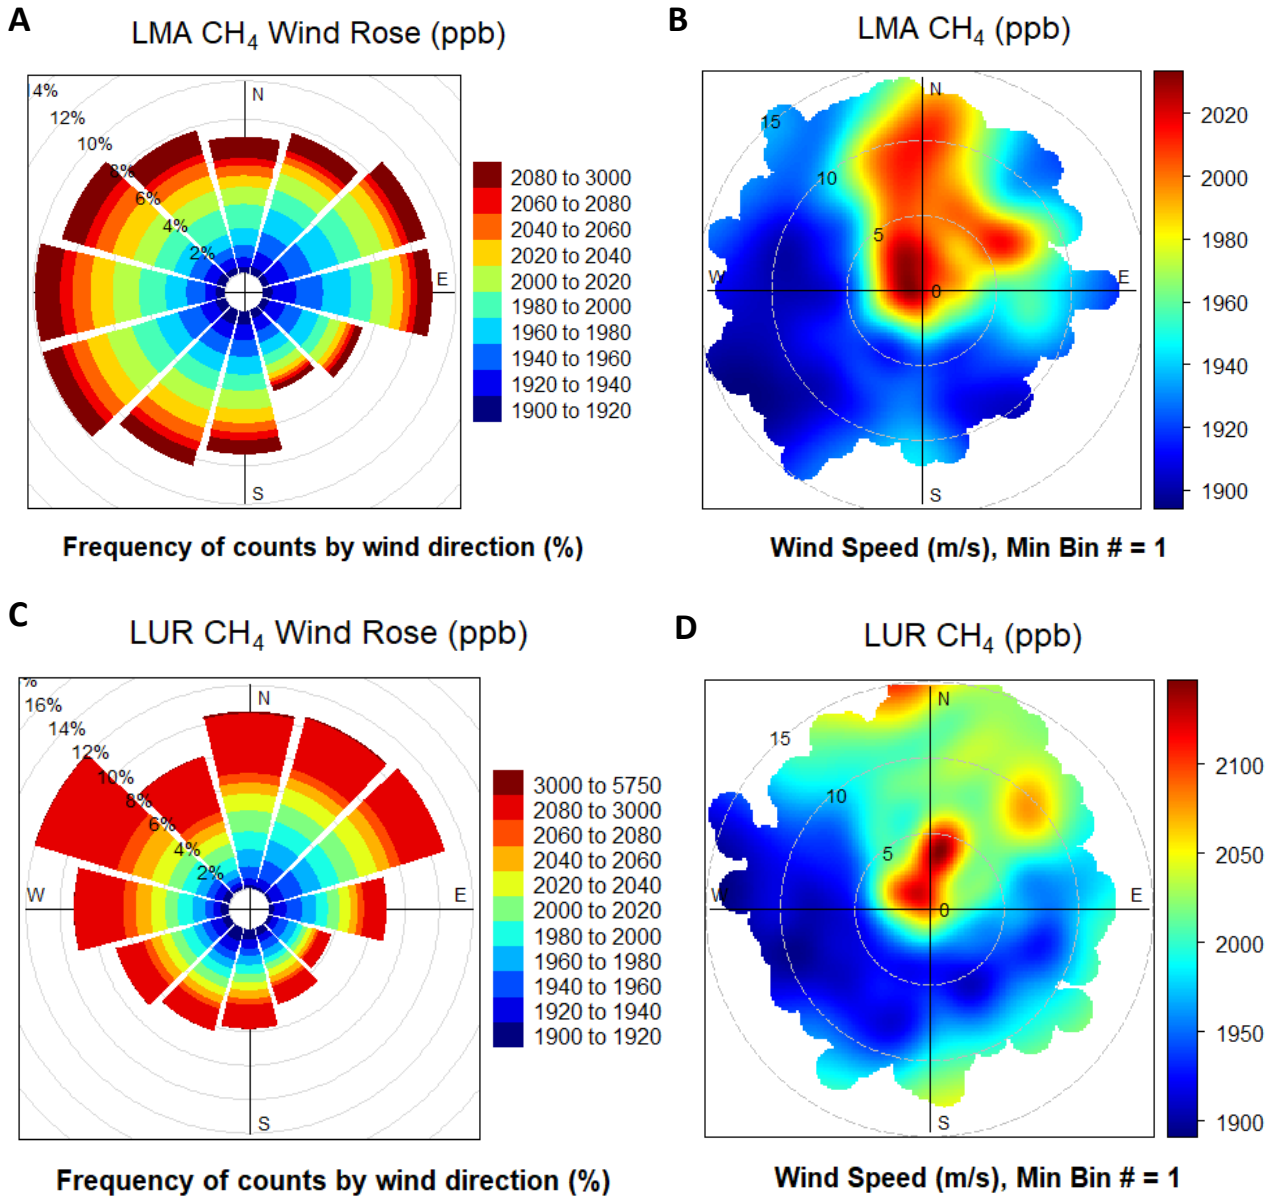 A
LMA CH4 Wind Rose (ppb)
4%
12%
10%
8%
6%
4%
2%
N
E
S
2080 to 3000
2060 to 2080
2040 to 2060
2020 to 2040
2000 to 2020
1980 to 2000
1960 to 1980
1940 to 1960
1920 to 1940
1900 to 1920
Frequency of counts by wind direction (%)
B
LMA CH4 (ppb)
15
10
5
0
N
W
E
S
2020
2000
1980
1960
1940
1920
1900
Wind Speed (m/s), Min Bin # = 1
C
LUR CH4 Wind Rose (ppb)
%
16%
14%
12%
10%
8%
6%
4%
2%
N
W
E
S
3000 to 5750
2080 to 3000
2060 to 2080
2040 to 2060
2020 to 2040
2000 to 2020
1980 to 2000
1960 to 1980
1940 to 1960
1920 to 1940
1900 to 1920
Frequency of counts by wind direction (%)
D
LUR CH4 (ppb)
15
10
5
0
N
W
E
S
2100
2050
2000
1950
1900
Wind Speed (m/s), Min Bin # = 1